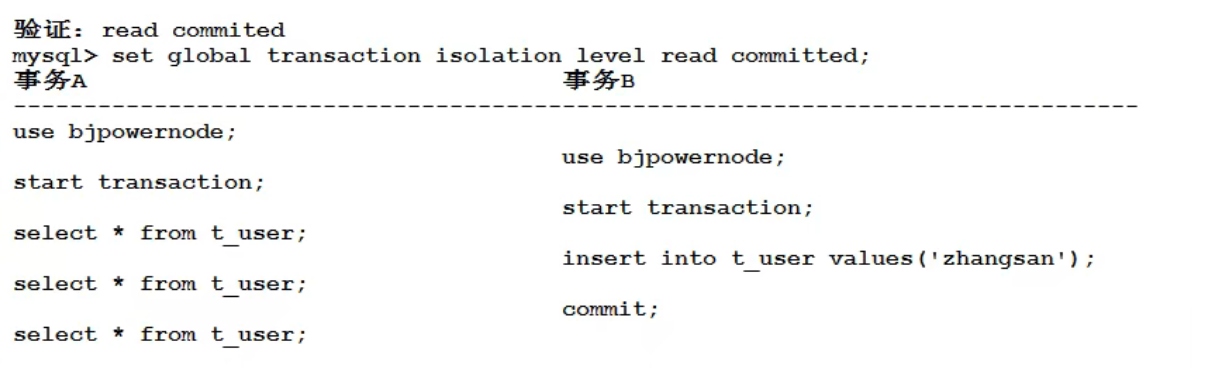 验证：read commited
mysql> set global transaction isolation level read committed;
事务A 事务B
--------------------------------------------------------------------------------
use bjpowernode;
use bjpowernode;
start transaction;
start transaction;
select * from t_user;
insert into t_user values('zhangsan');
select * from t_user;
commit;
select * from t_user;